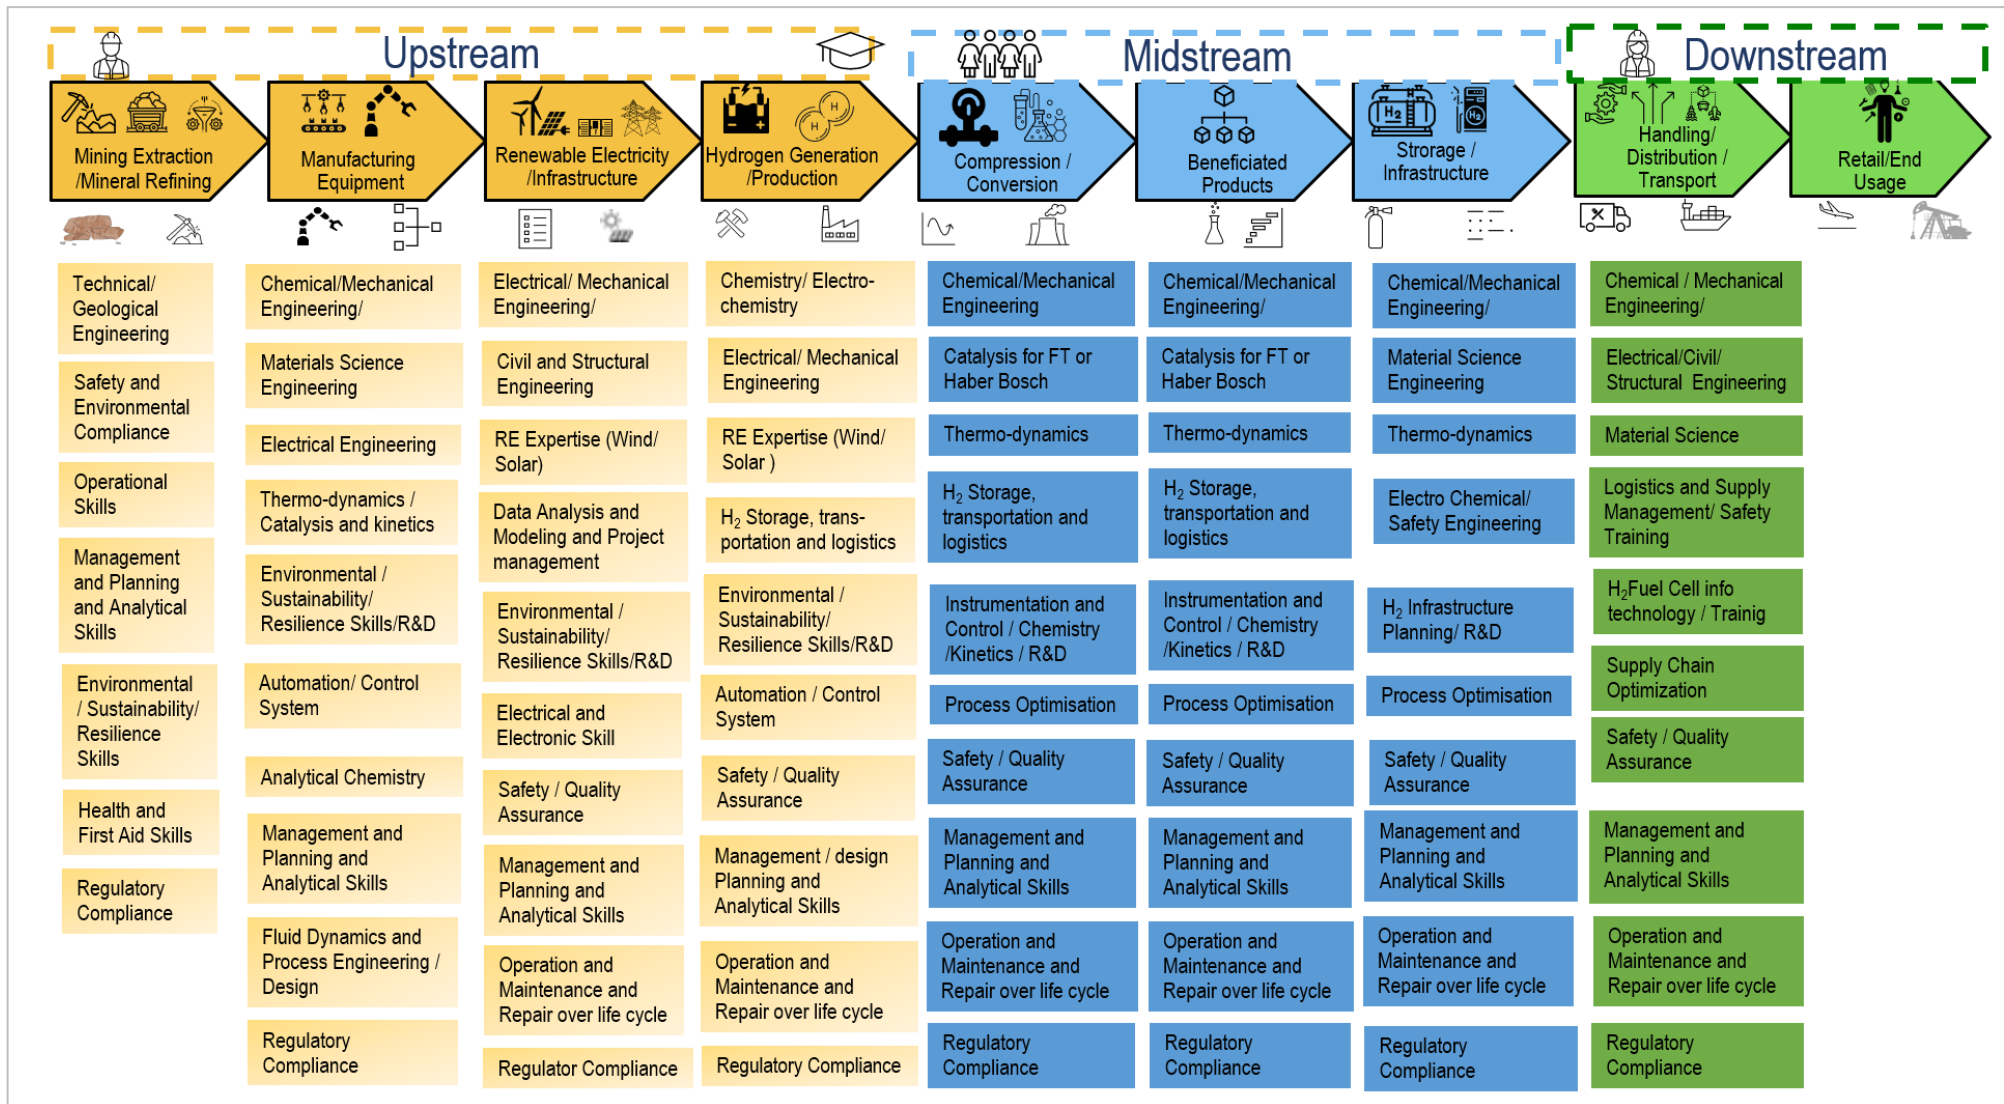 Upstream
Midstream
Downstream
Mining Extraction
/Mineral Refining
Manufacturing
Equipment
Renewable Electricity
/Infrastructure
H
H
Hydrogen Generation
/Production
Compression /
Conversion
Beneficiated
Products
H2
H2
Strorage /
Infrastructure
Handling/
Distribution /
Transport
Retail/End
Usage
Technical/
Geological
Engineering
Safety and
Environmental
Compliance
Operational
Skills
Management
and Planning
and Analytical
Skills
Environmental
/ Sustainability/
Resilience
Skills
Health and
First Aid Skills
Regulatory
Compliance
Chemical/Mechanical
Engineering/
Materials Science
Engineering
Electrical Engineering
Thermo-dynamics /
Catalysis and kinetics
Environmental /
Sustainability/
Resilience Skills/R&D
Automation/ Control
System
Analytical Chemistry
Management and
Planning and
Analytical Skills
Fluid Dynamics and
Process Engineering /
Design
Regulatory
Compliance
Electrical/ Mechanical
Engineering/
Civil and Structural
Engineering
RE Expertise (Wind/
Solar)
Data Analysis and
Modeling and Project
management
Environmental /
Sustainability/
Resilience Skills/R&D
Electrical and
Electronic Skill
Safety / Quality
Assurance
Management and
Planning and
Analytical Skills
Operation and
Maintenance and
Repair over life cycle
Regulator Compliance
Chemistry/ Electro-
chemistry
Electrical/ Mechanical
Engineering
RE Expertise (Wind/
Solar )
H₂ Storage, trans-
portation and logistics
Environmental /
Sustainability/
Resilience Skills/R&D
Automation / Control
System
Safety / Quality
Assurance
Management / design
Planning and
Analytical Skills
Operation and
Maintenance and
Repair over life cycle
Regulatory Compliance
Chemical/Mechanical
Engineering
Catalysis for FT or
Haber Bosch
Thermo-dynamics
H₂ Storage,
transportation and
logistics
Instrumentation and
Control / Chemistry
/Kinetics / R&D
Process Optimisation
Safety / Quality
Assurance
Management and
Planning and
Analytical Skills
Operation and
Maintenance and
Repair over life cycle
Regulatory
Compliance
Chemical/Mechanical
Engineering/
Catalysis for FT or
Haber Bosch
Thermo-dynamics
H₂ Storage,
transportation and
logistics
Instrumentation and
Control / Chemistry
/Kinetics / R&D
Process Optimisation
Safety / Quality
Assurance
Management and
Planning and
Analytical Skills
Operation and
Maintenance and
Repair over life cycle
Regulatory
Compliance
Chemical/Mechanical
Engineering/
Material Science
Engineering
Thermo-dynamics
Electro Chemical/
Safety Engineering
H₂ Infrastructure
Planning/ R&D
Process Optimisation
Safety / Quality
Assurance
Management and
Planning and
Analytical Skills
Operation and
Maintenance and
Repair over life cycle
Regulatory
Compliance
Chemical / Mechanical
Engineering/
Electrical/Civil/
Structural Engineering
Material Science
Logistics and Supply
Management/ Safety
Training
H₂Fuel Cell info
technology / Trainig
Supply Chain
Optimization
Safety / Quality
Assurance
Management and
Planning and
Analytical Skills
Operation and
Maintenance and
Repair over life cycle
Regulatory
Compliance